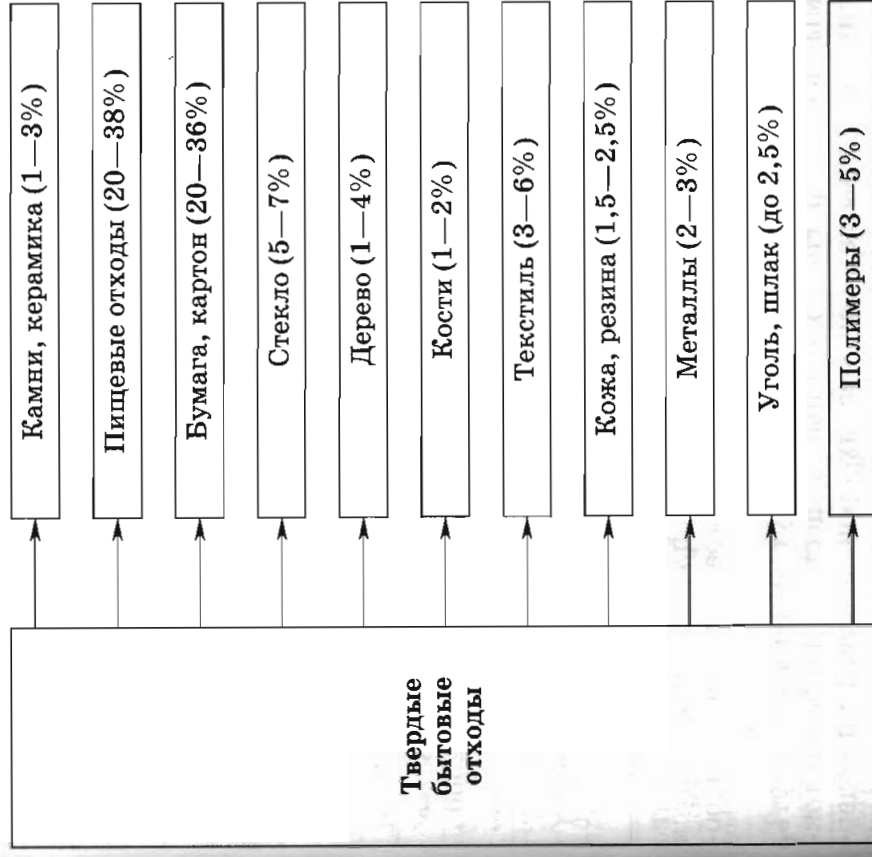 Твердые
бытовые
отходы
Камни, керамика (1—3%)
Пищевые отходы (20—38%)
Бумага, картон (20—36%)
Стекло (5—7%)
Дерево (1—4%)
Кости (1—2%)
Текстиль (3—6%)
Кожа, резина (1,5—2,5%)
Металлы (2—3%)
Уголь, шлак (до 2,5%)
Полимеры (3—5%)